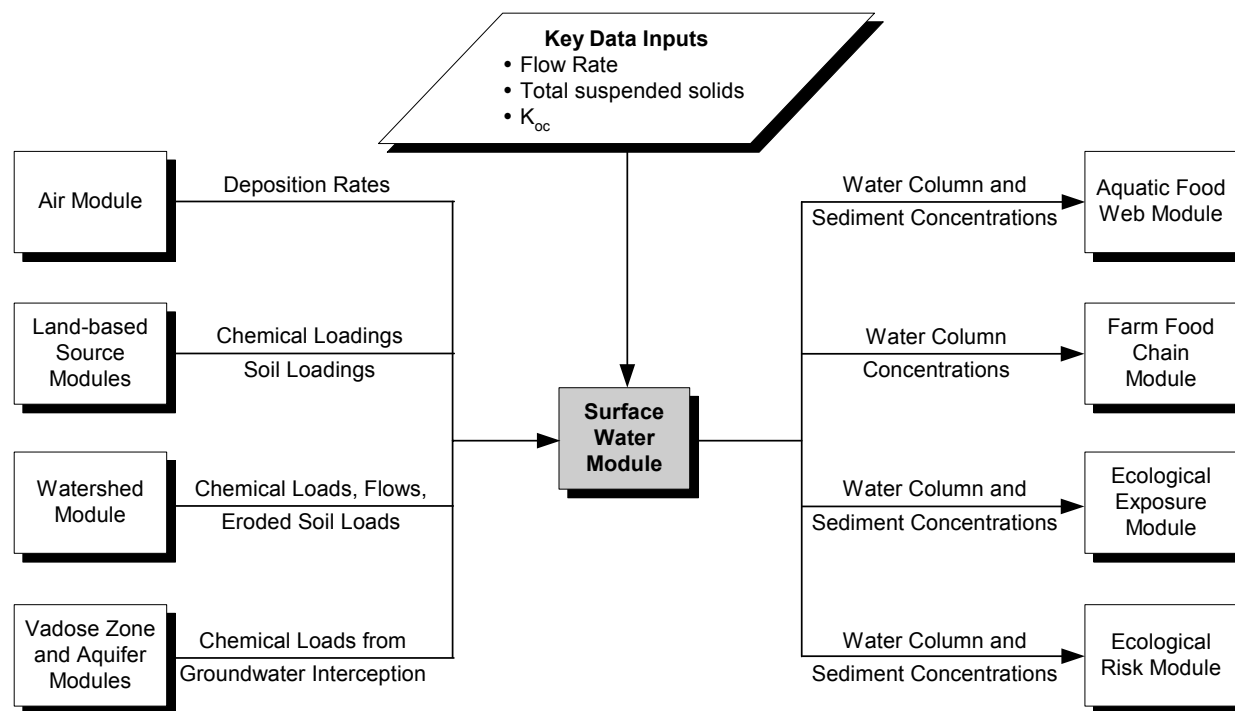 Key Data Inputs
• Flow Rate
• Total suspended solids
• Koc
Air Module
Deposition Rates
Land-based
Source
Modules
Chemical Loadings
Soil Loadings
Watershed
Module
Chemical Loads, Flows,
Eroded Soil Loads
Vadose Zone
and Aquifer
Modules
Chemical Loads from
Groundwater Interception
Surface
Water
Module
Water Column and
Sediment Concentrations
Aquatic Food
Web Module
Water Column
Concentrations
Farm Food
Chain
Module
Water Column and
Sediment Concentrations
Ecological
Exposure
Module
Water Column and
Sediment Concentrations
Ecological
Risk Module